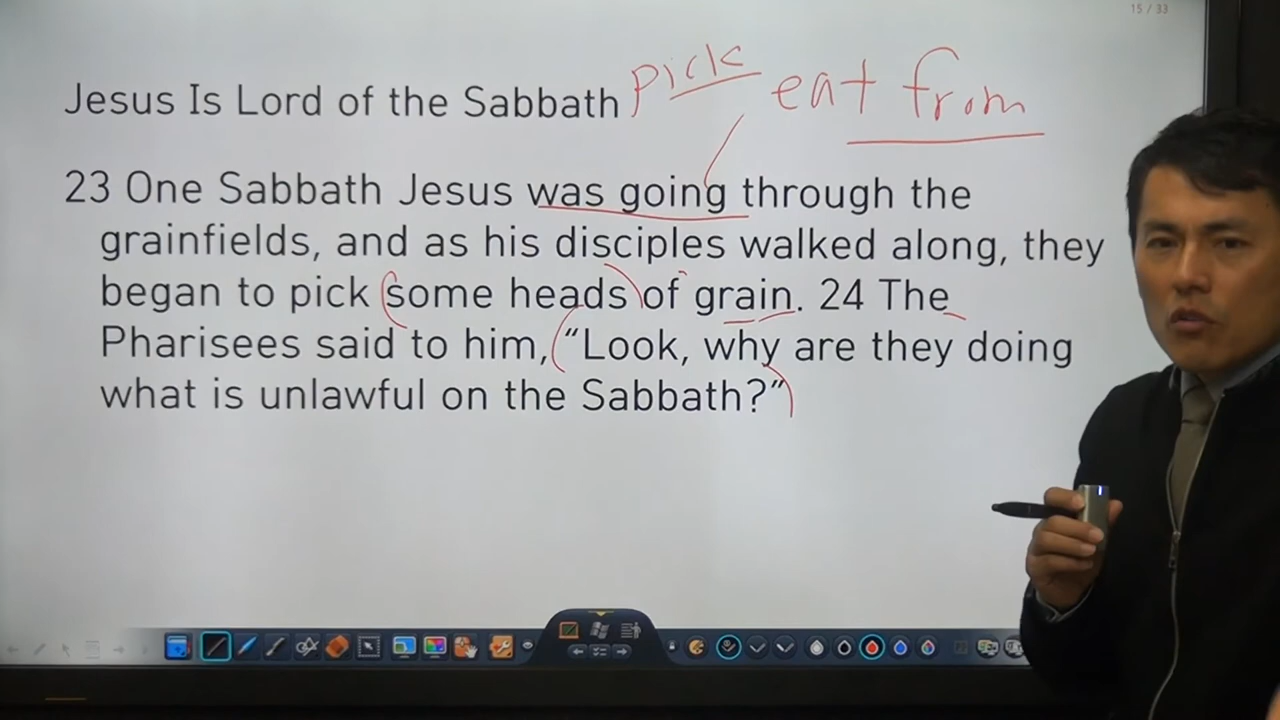 15 / 33
Jesus Is Lord of the Sabbath pick eat from
23 One Sabbath Jesus was going through the
grainfields, and as his disciples walked along, they
began to pick some heads of grain. 24 The
Pharisees said to him, “Look, why are they doing
what is unlawful on the Sabbath?”